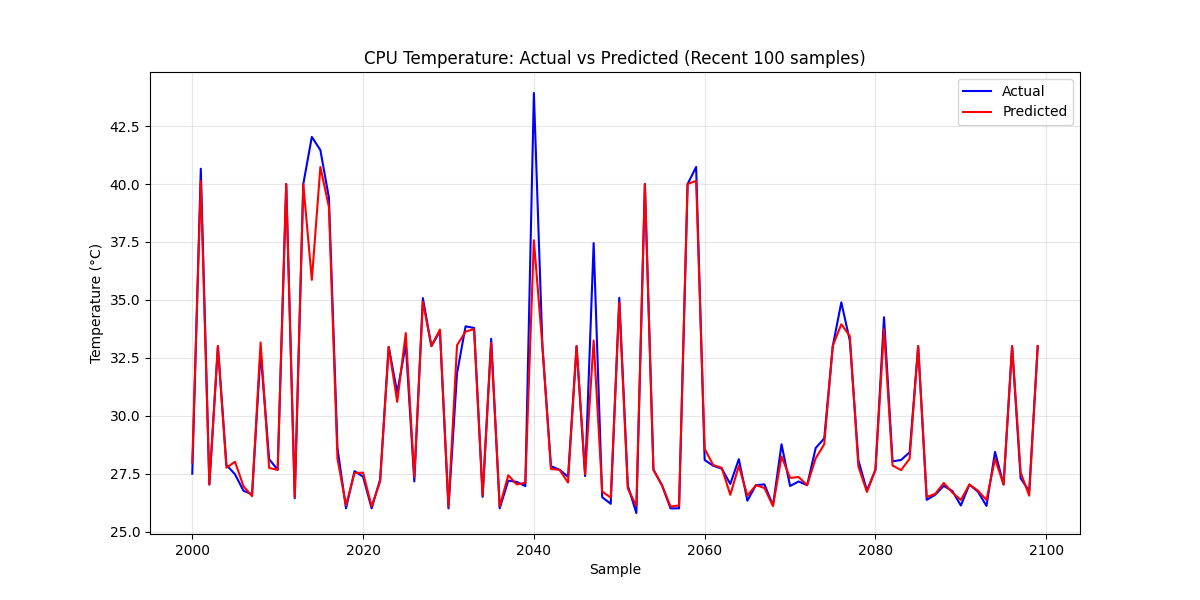 CPU Temperature: Actual vs Predicted (Recent 100 samples)
Actual
Predicted
Temperature (°C)
42.5
40.0
37.5
35.0
32.5
30.0
27.5
25.0
2000 2020 2040 2060 2080 2100
Sample